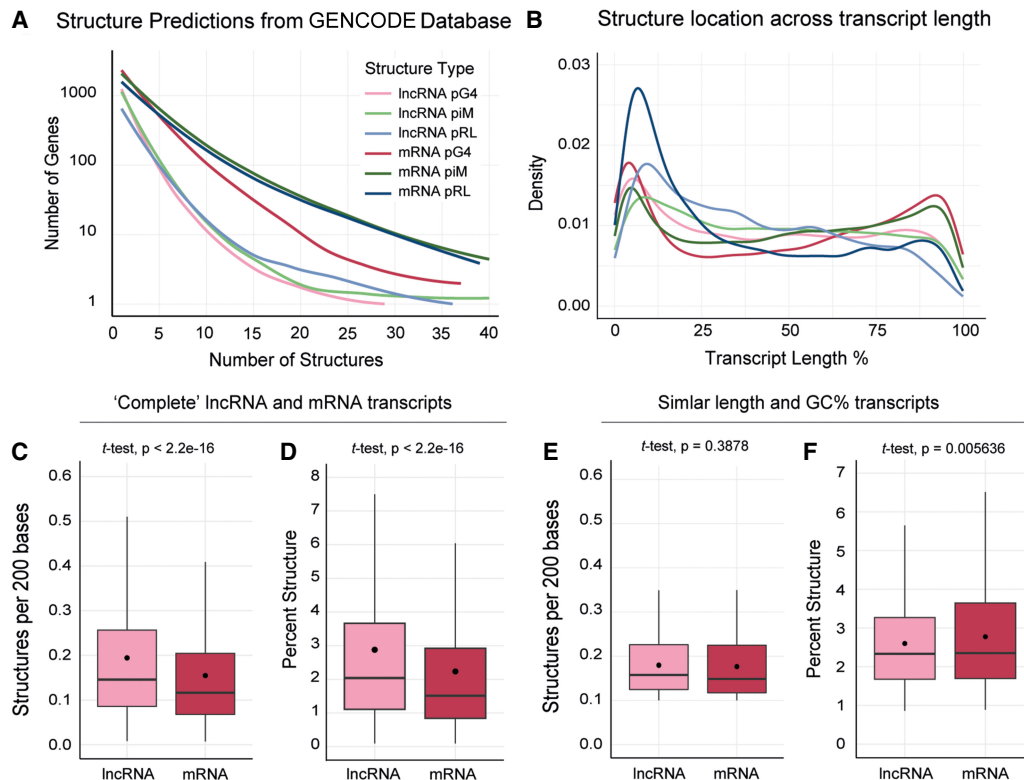 A Structure Predictions from GENCODE Database
Number of Genes
1000
100
10
1
0 5 10 15 20 25 30 35 40
Number of Structures
Structure Type
lncRNA pG4
lncRNA piM
lncRNA pRL
mRNA pG4
mRNA piM
mRNA pRL
B Structure location across transcript length
Density
0.03
0.02
0.01
0.00
0 25 50 75 100
Transcript Length %
‘Complete’ lncRNA and mRNA transcripts
C t-test, p < 2.2e-16
Structures per 200 bases
0.6
0.5
0.4
0.3
0.2
0.1
0.0
lncRNA mRNA
D t-test, p < 2.2e-16
Percent Structure
8
7
6
5
4
3
2
1
0
lncRNA mRNA
Simlar length and GC% transcripts
E t-test, p = 0.3878
Structures per 200 bases
0.6
0.5
0.4
0.3
0.2
0.1
0.0
lncRNA mRNA
F t-test, p = 0.005636
Percent Structure
7
6
5
4
3
2
1
0
lncRNA mRNA